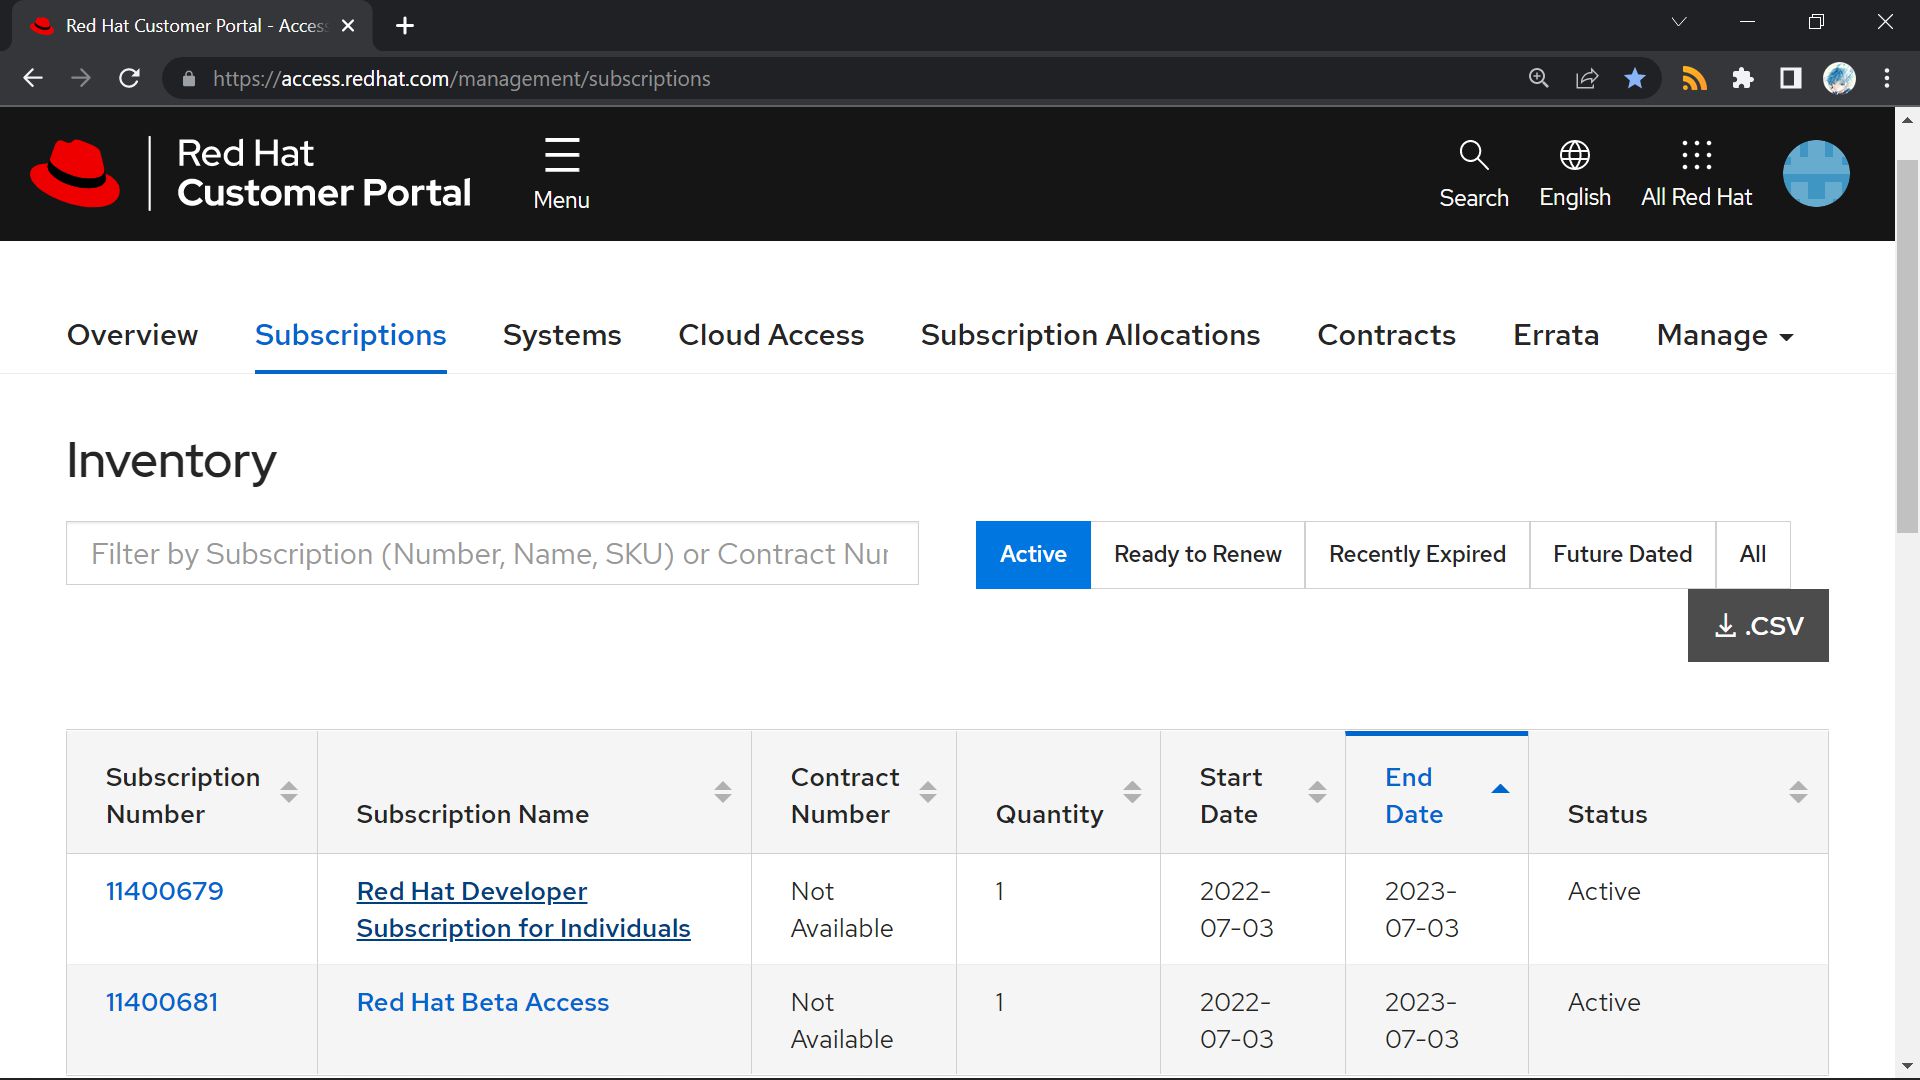 Red Hat Customer Portal - Access
https://access.redhat.com/management/subscriptions
Red Hat
Customer Portal
Menu
Search
English
All Red Hat
Overview
Subscriptions
Systems
Cloud Access
Subscription Allocations
Contracts
Errata
Manage
Inventory
Filter by Subscription (Number, Name, SKU) or Contract Nur
Active
Ready to Renew
Recently Expired
Future Dated
All
.CSV
Subscription
Number
Subscription Name
Contract
Number
Quantity
Start
Date
End
Date
Status
11400679
Red Hat Developer
Subscription for Individuals
Not
Available
1
2022-
07-03
2023-
07-03
Active
11400681
Red Hat Beta Access
Not
Available
1
2022-
07-03
2023-
07-03
Active